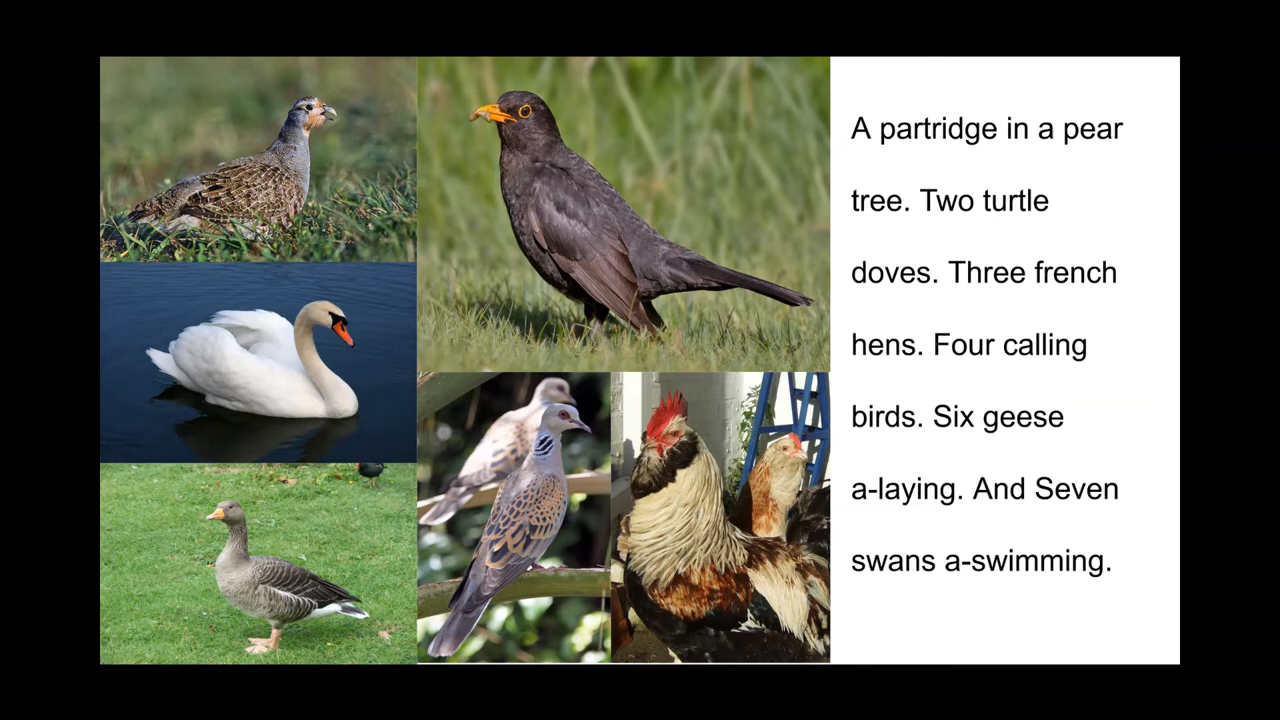 A partridge in a pear
tree. Two turtle
doves. Three french
hens. Four calling
birds. Six geese
a-laying. And Seven
swans a-swimming.